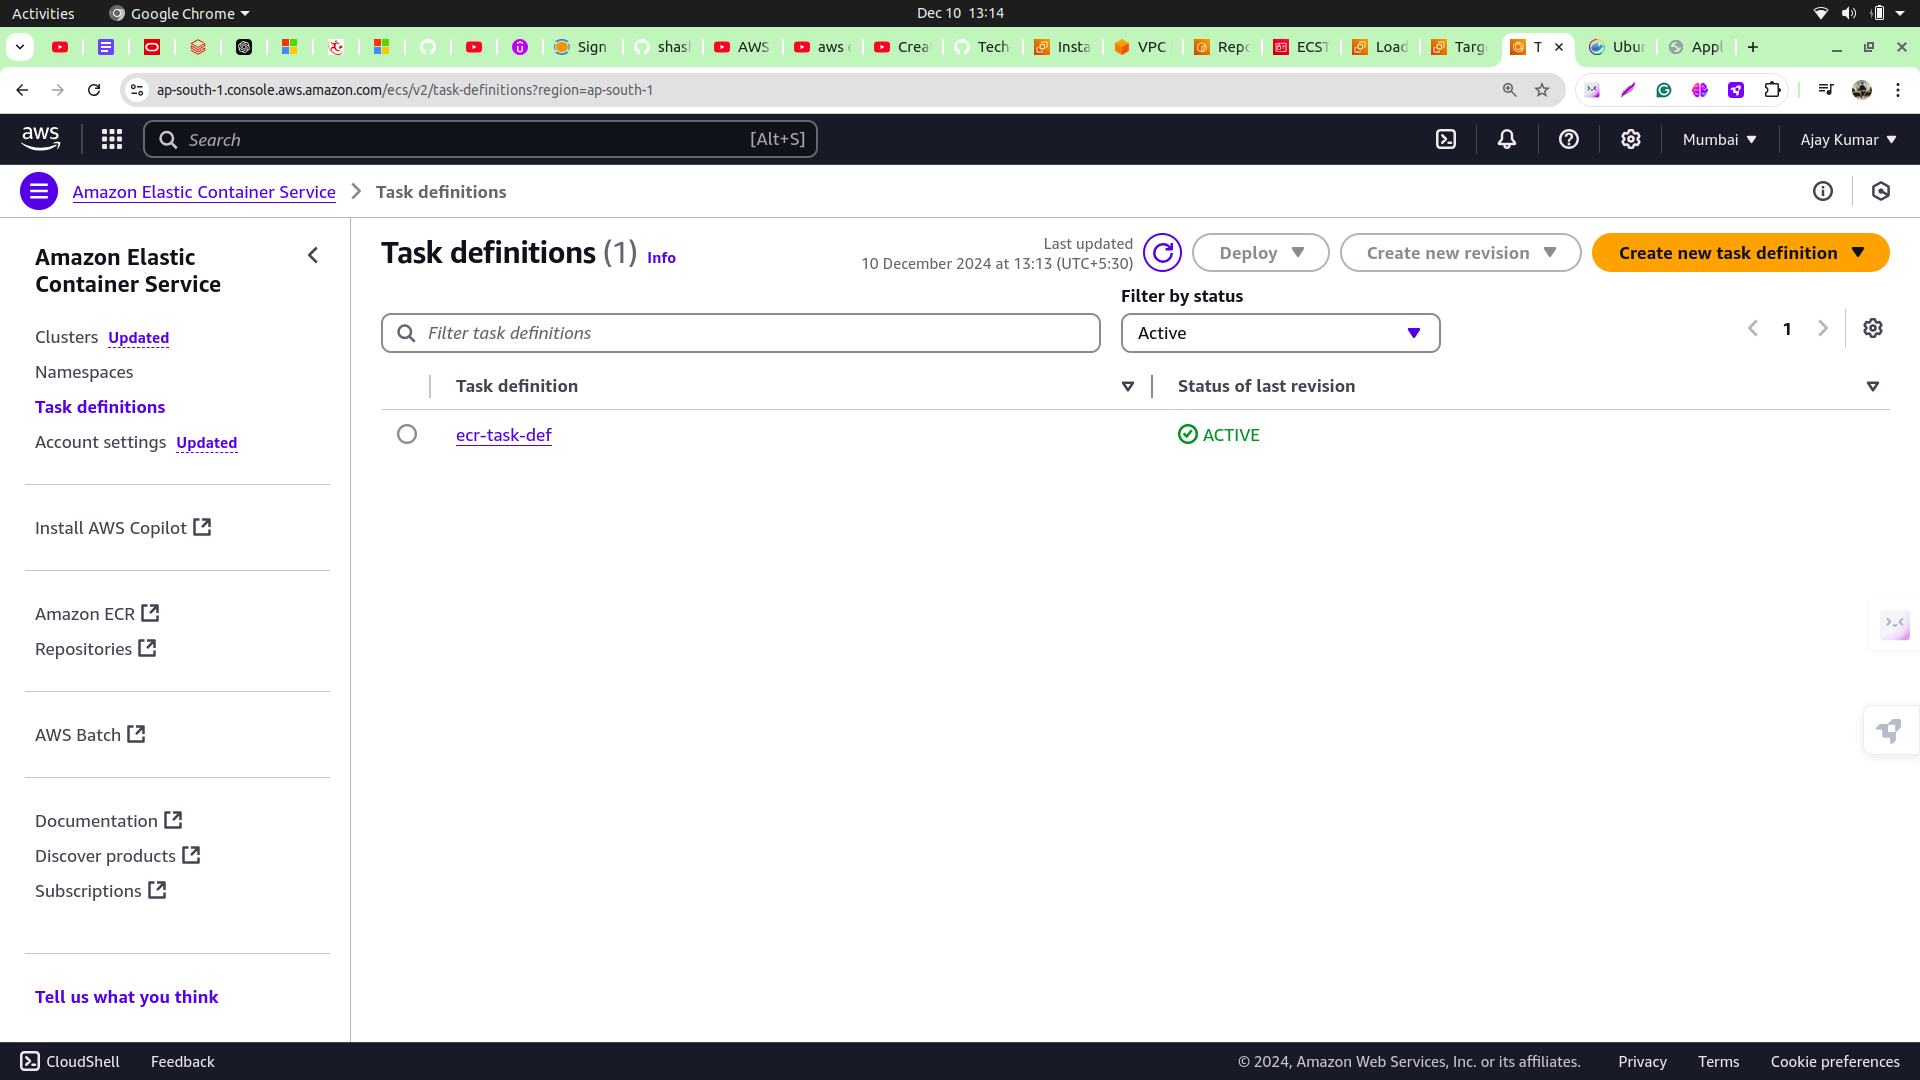 Activities
Google Chrome
Dec 10 13:14
Sign
shasl
AWS
aws
Crea
Tech
Insta
VPC
Repo
ECST
Load
Targ
T
Ubur
Appl
ap-south-1.console.aws.amazon.com/ecs/v2/task-definitions?region=ap-south-1
aws
Search
[Alt+S]
Mumbai
Ajay Kumar
Amazon Elastic Container Service
Task definitions
Amazon Elastic
Container Service
Clusters Updated
Namespaces
Task definitions
Account settings Updated
Install AWS Copilot
Amazon ECR
Repositories
AWS Batch
Documentation
Discover products
Subscriptions
Tell us what you think
Task definitions (1) Info
Last updated
10 December 2024 at 13:13 (UTC+5:30)
Deploy
Create new revision
Create new task definition
Filter task definitions
Filter by status
Active
1
Task definition
Status of last revision
ecr-task-def
ACTIVE
CloudShell
Feedback
© 2024, Amazon Web Services, Inc. or its affiliates.
Privacy
Terms
Cookie preferences